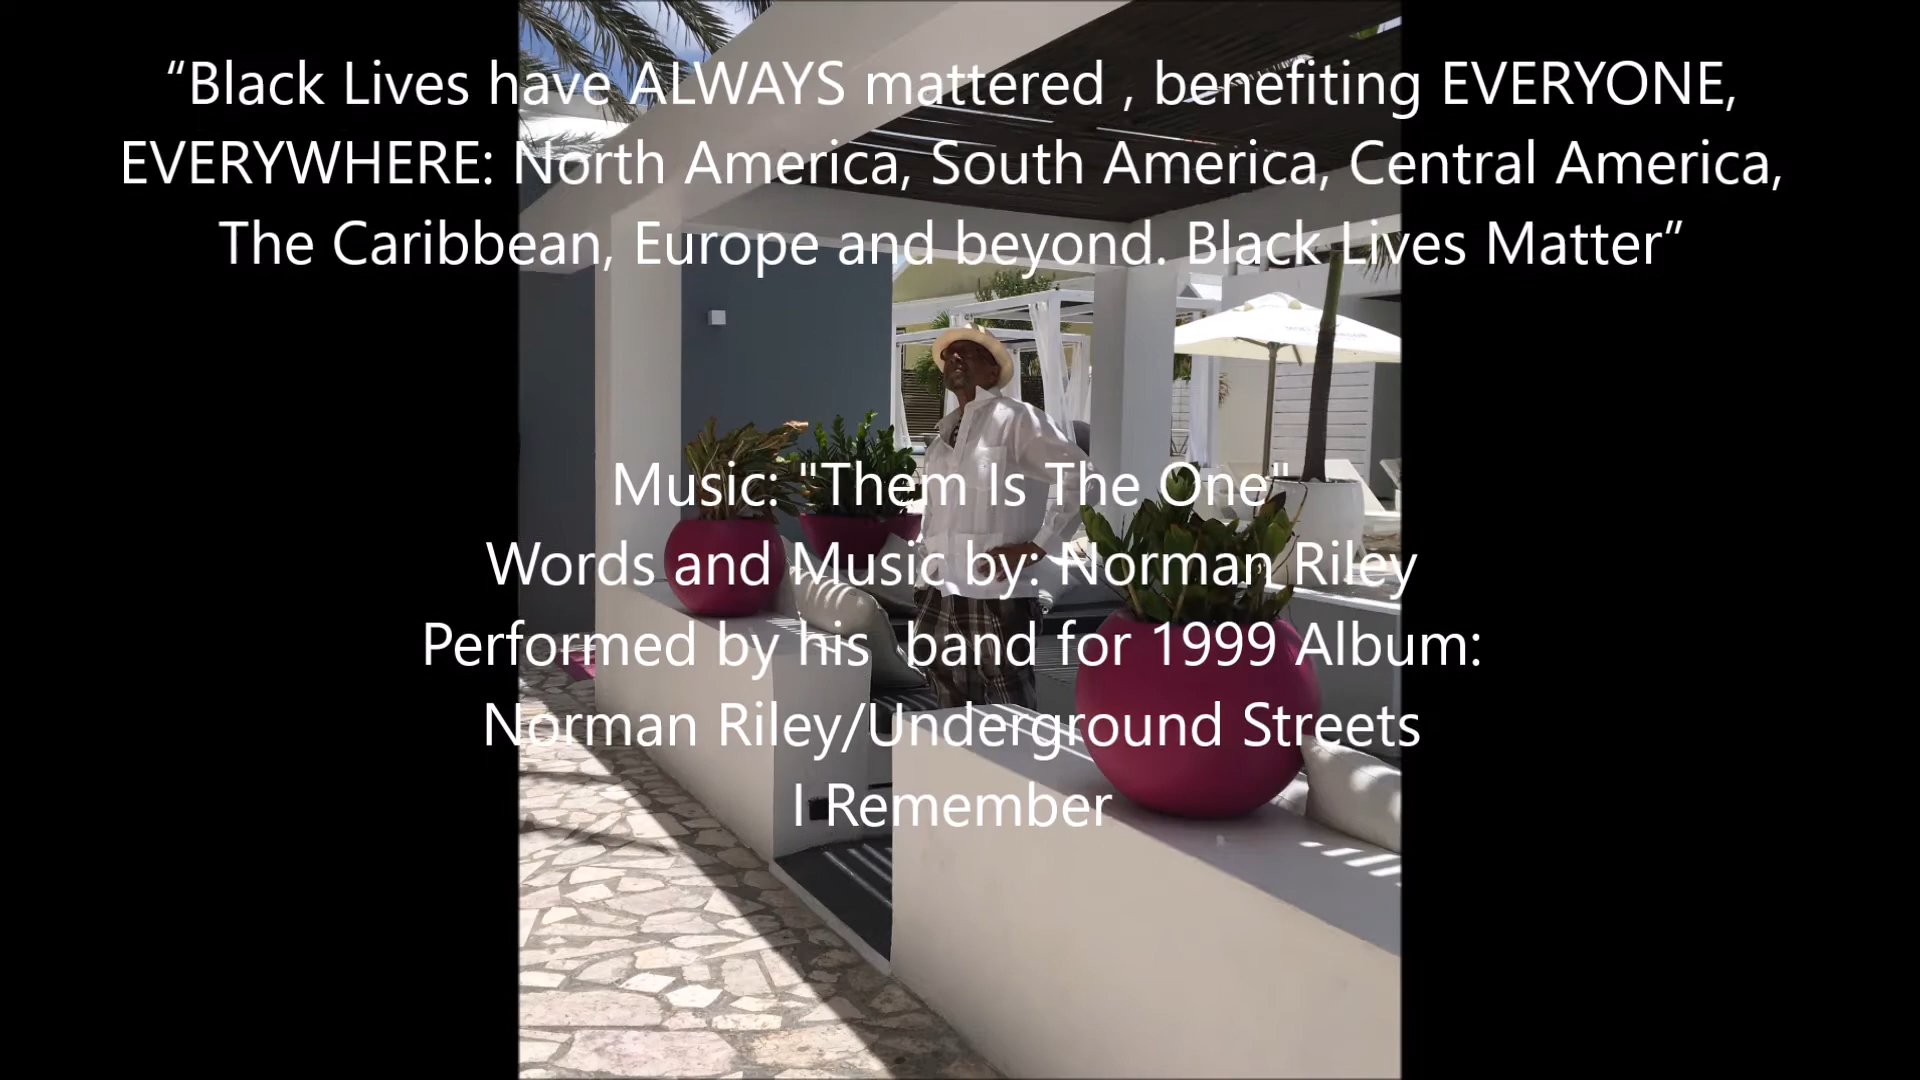 “Black Lives have ALWAYS mattered , benefiting EVERYONE,
EVERYWHERE: North America, South America, Central America,
The Caribbean, Europe and beyond. Black Lives Matter”
Music: "Them Is The One"
Words and Music by: Norman Riley
Performed by his  band for 1999 Album:
Norman Riley/Underground Streets
I Remember